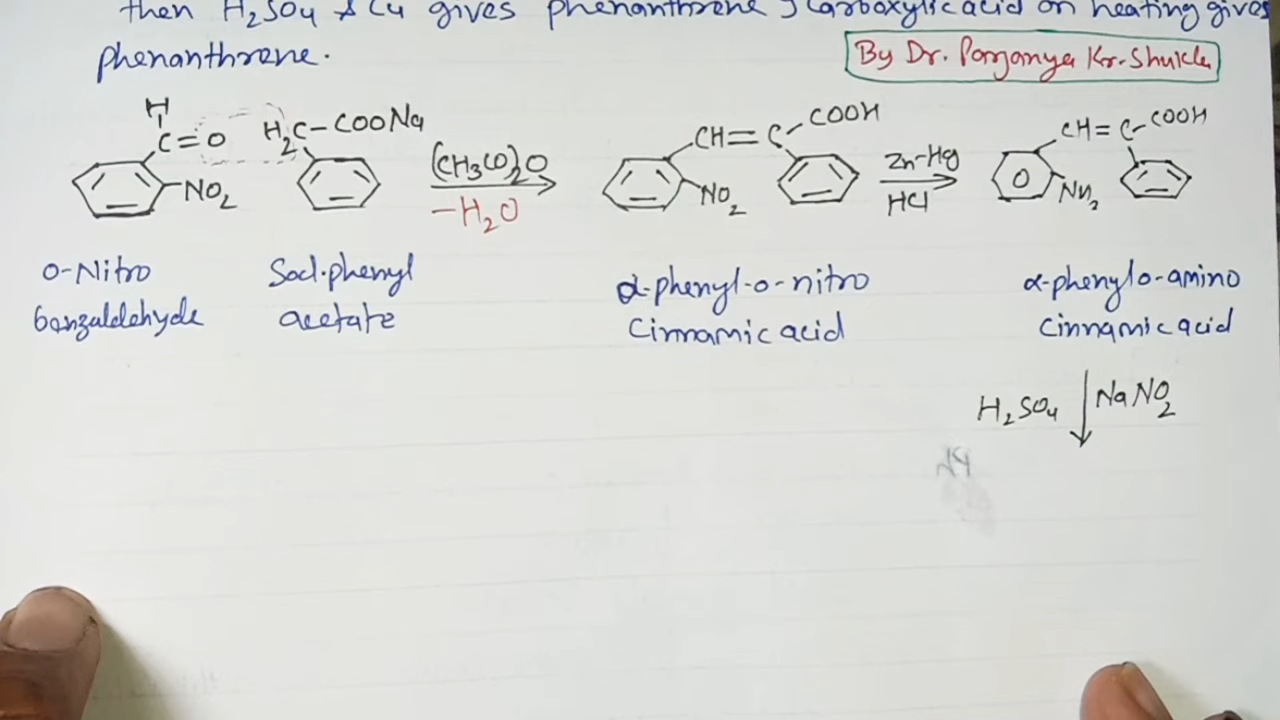 then H₂SO₄ & Cu gives phenanthrene 9 Carboxylic acid on heating gives
phenanthrene.
By Dr. Parjanya Kr. Shukla
H
C=O H₂C-COONa
NO₂
(CH₃CO)₂O
-H₂O
CH=C-COOH
NO₂
Zn-Hg
HCl
CH=C-COOH
NH₂
O-Nitro
benzaldehyde
Sod. phenyl
acetate
α-phenyl-o-nitro
Cinnamic acid
α-phenyl o-amino
Cinnamic acid
H₂SO₄ NaNO₂